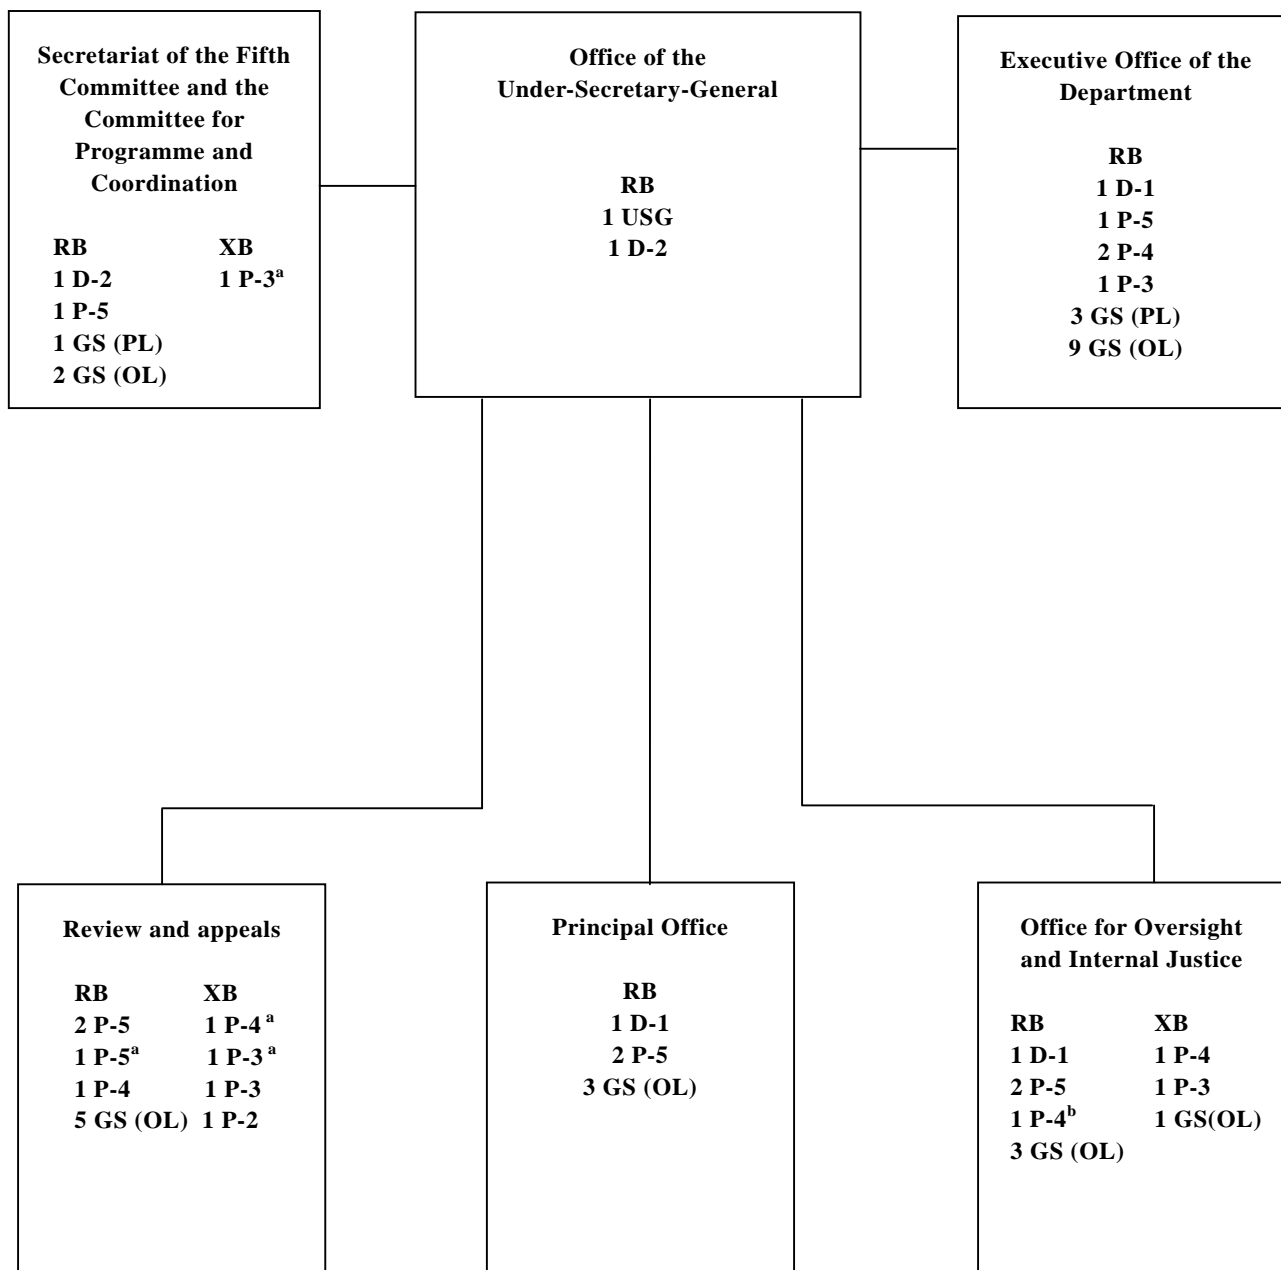 Secretariat of the Fifth
Committee and the
Committee for
Programme and
Coordination
RB XB
1 D-2 1 P-3a
1 P-5
1 GS (PL)
2 GS (OL)
Office of the
Under-Secretary-General
RB
1 USG
1 D-2
Executive Office of the
Department
RB
1 D-1
1 P-5
2 P-4
1 P-3
3 GS (PL)
9 GS (OL)
Review and appeals
RB XB
2 P-5 1 P-4 a
1 P-5a 1 P-3 a
1 P-4 1 P-3
5 GS (OL) 1 P-2
Principal Office
RB
1 D-1
2 P-5
3 GS (OL)
Office for Oversight
and Internal Justice
RB XB
1 D-1 1 P-4
2 P-5 1 P-3
1 P-4b 1 GS(OL)
3 GS (OL)